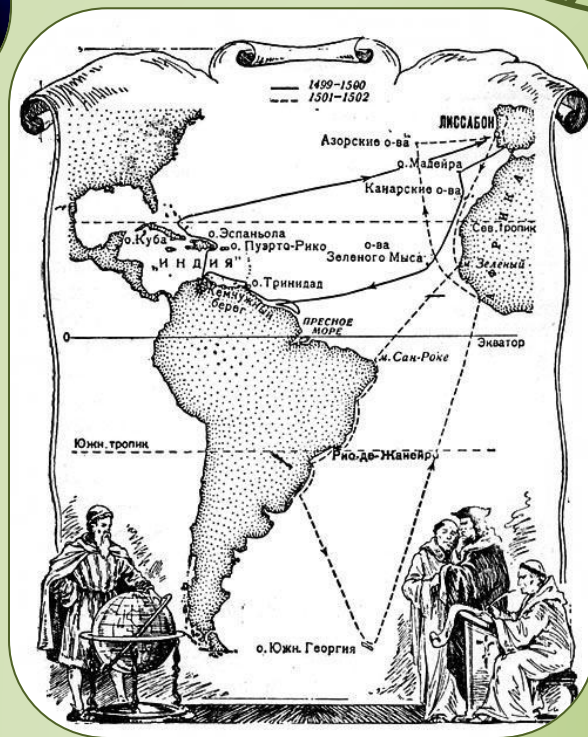 1499-1500
1501-1502
ЛИССАБОН
Азорские о-ва
о. Мадейра
Канарские о-ва
АФРИКА
Сев. тропик
о. Куба
о. Эспаньола
о. Пуэрто-Рико
о-ва
Зеленого Мыса
м. Зеленый
„ИНДИЯ"
о. Тринидад
Жемчужный
берег
ПРЕСНОЕ
МОРЕ
0
Экватор
м. Сан-Роке
Южн. тропик
Рио-де-Жанейро
о. Южн. Георгия